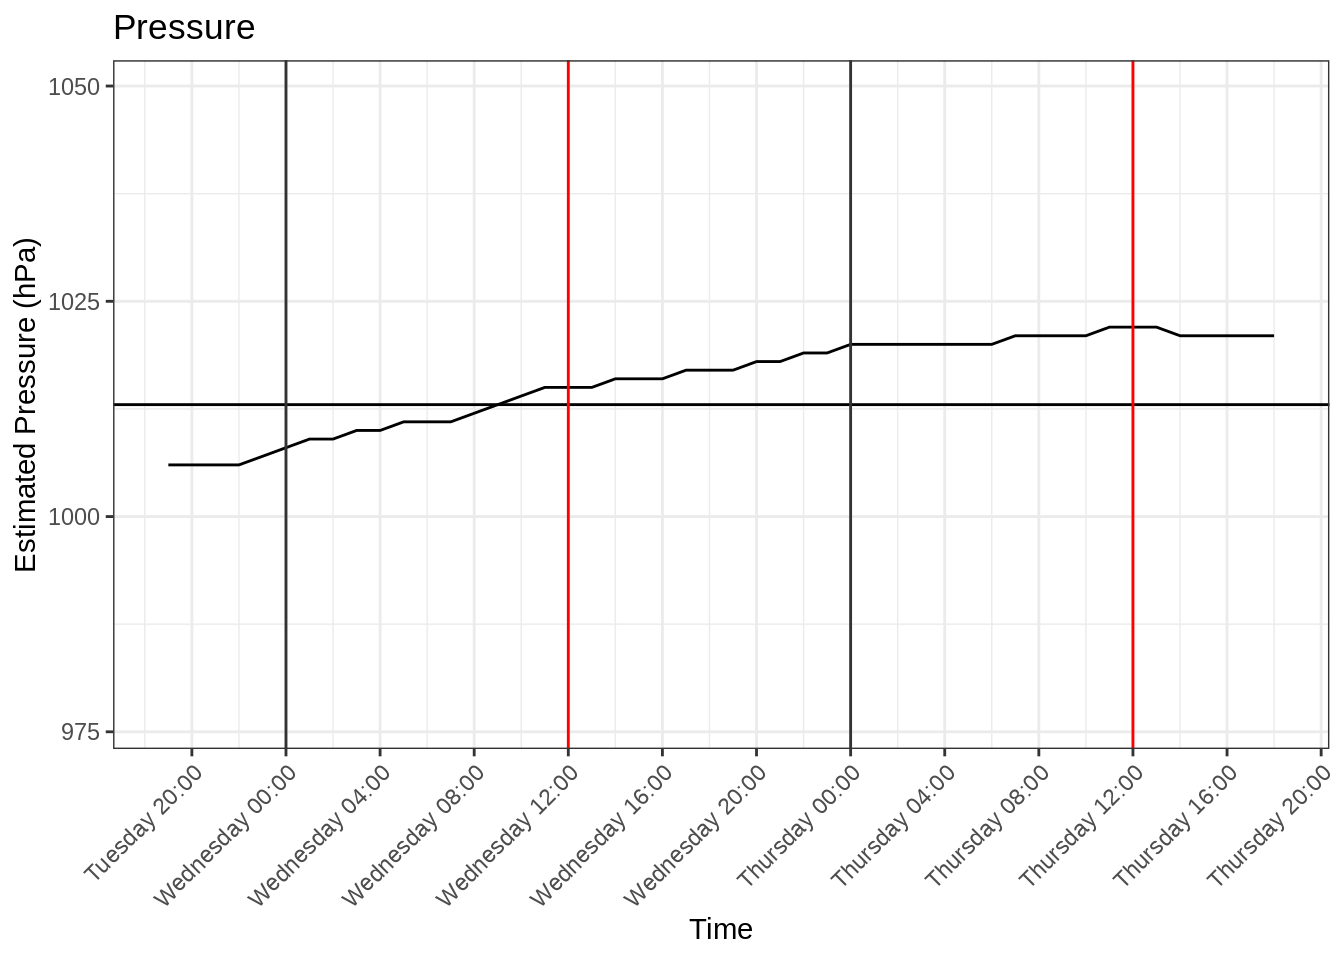 Pressure
Estimated Pressure (hPa)
1050
1025
1000
975
Tuesday 20:00
Wednesday 00:00
Wednesday 04:00
Wednesday 08:00
Wednesday 12:00
Wednesday 16:00
Wednesday 20:00
Thursday 00:00
Thursday 04:00
Thursday 08:00
Thursday 12:00
Thursday 16:00
Thursday 20:00
Time